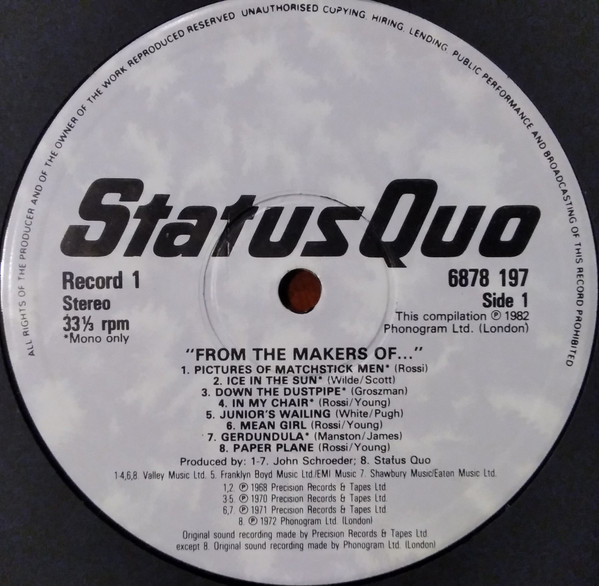 ALL RIGHTS OF THE PRODUCER AND OF THE OWNER OF THE WORK REPRODUCED RESERVED. UNAUTHORISED COPYING, HIRING, LENDING, PUBLIC PERFORMANCE AND BROADCASTING OF THIS RECORD PROHIBITED
Status Quo
Record 1
Stereo
33⅓ rpm
*Mono only
6878 197
Side 1
This compilation ℗ 1982
Phonogram Ltd. (London)
"FROM THE MAKERS OF..."
1. PICTURES OF MATCHSTICK MEN* (Rossi)
2. ICE IN THE SUN* (Wilde/Scott)
3. DOWN THE DUSTPIPE* (Groszman)
4. IN MY CHAIR* (Rossi/Young)
5. JUNIOR'S WAILING (White/Pugh)
6. MEAN GIRL (Rossi/Young)
7. GERDUNDULA* (Manston/James)
8. PAPER PLANE (Rossi/Young)
Produced by: 1-7. John Schroeder; 8. Status Quo
1-4,6,8. Valley Music Ltd. 5. Franklyn Boyd Music Ltd./EMI Music 7. Shawbury Music/Eaton Music Ltd.
1,2 ℗ 1968 Precision Records & Tapes Ltd
3-5. ℗ 1970 Precision Records & Tapes Ltd
6,7. ℗ 1971 Precision Records & Tapes Ltd
8. ℗ 1972 Phonogram Ltd. (London)
Original sound recording made by Precision Records & Tapes Ltd
except 8. Original sound recording made by Phonogram Ltd. (London)